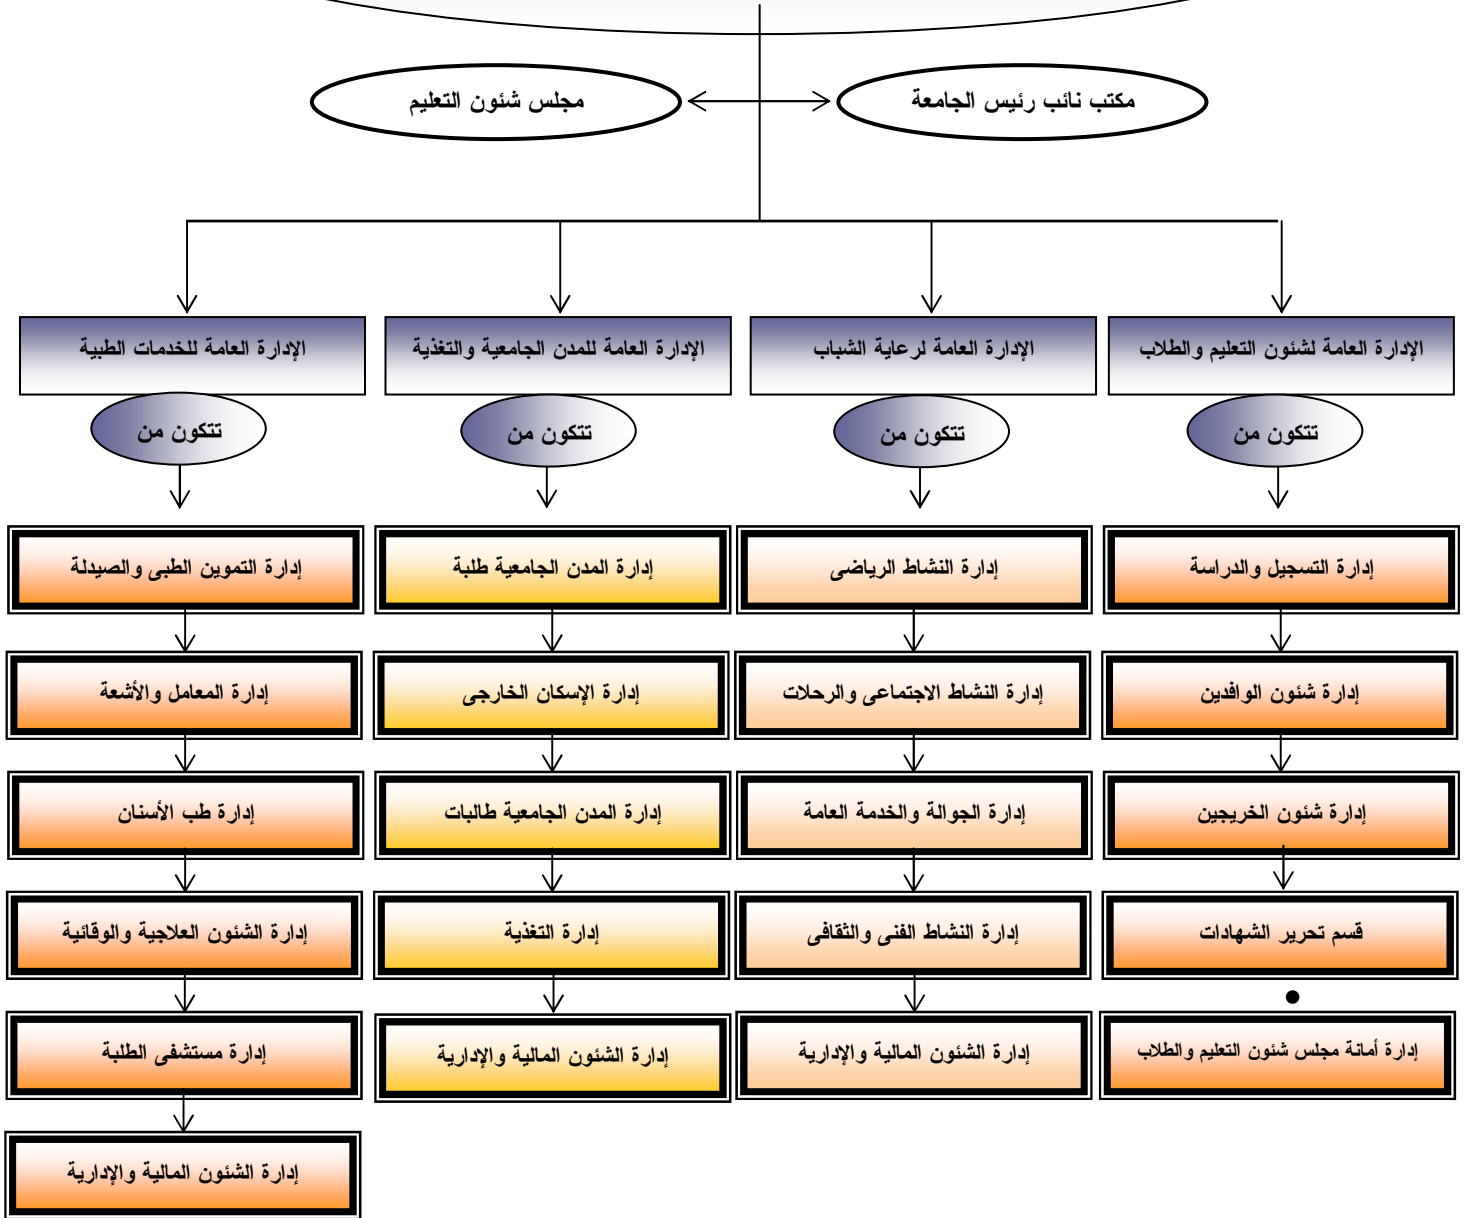 مكتب نائب رئيس الجامعة
مجلس شئون التعليم
الإدارة العامة لشئون التعليم والطلاب
الإدارة العامة لرعاية الشباب
الإدارة العامة للمدن الجامعية والتغذية
الإدارة العامة للخدمات الطبية
تتكون من
تتكون من
تتكون من
تتكون من
إدارة التسجيل والدراسة
إدارة النشاط الرياضى
إدارة المدن الجامعية طلبة
إدارة التموين الطبى والصيدلة
إدارة شئون الوافدين
إدارة النشاط الاجتماعى والرحلات
إدارة الإسكان الخارجى
إدارة المعامل والأشعة
إدارة شئون الخريجين
إدارة الجوالة والخدمة العامة
إدارة المدن الجامعية طالبات
إدارة طب الأسنان
قسم تحرير الشهادات
إدارة النشاط الفنى والثقافى
إدارة التغذية
إدارة الشئون العلاجية والوقائية
إدارة أمانة مجلس شئون التعليم والطلاب
إدارة الشئون المالية والإدارية
إدارة الشئون المالية والإدارية
إدارة مستشفى الطلبة
إدارة الشئون المالية والإدارية